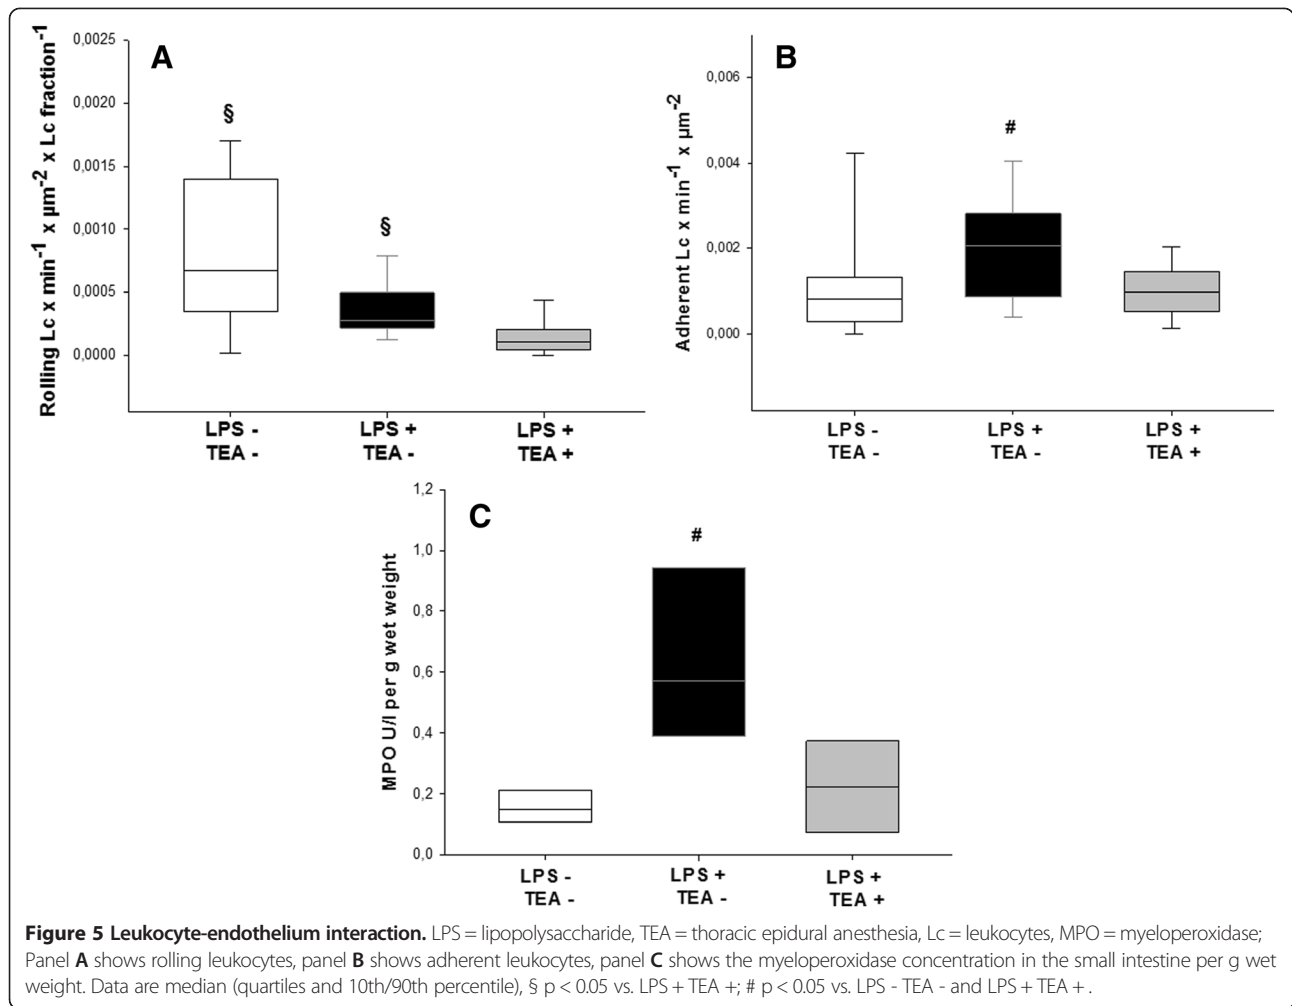 A
Rolling Lc x min⁻¹ x µm⁻² x Lc fraction⁻¹
0,0025
0,0020
0,0015
0,0010
0,0005
0,0000
§
§
LPS - LPS + LPS +
TEA - TEA - TEA +
B
Adherent Lc x min⁻¹ x µm⁻²
0,006
0,004
0,002
0,000
#
LPS - LPS + LPS +
TEA - TEA - TEA +
C
MPO U/l per g wet weight
1,2
1,0
0,8
0,6
0,4
0,2
0,0
#
LPS - LPS + LPS +
TEA - TEA - TEA +
Figure 5 Leukocyte-endothelium interaction. LPS = lipopolysaccharide, TEA = thoracic epidural anesthesia, Lc = leukocytes, MPO = myeloperoxidase;
Panel A shows rolling leukocytes, panel B shows adherent leukocytes, panel C shows the myeloperoxidase concentration in the small intestine per g wet
weight. Data are median (quartiles and 10th/90th percentile), § p < 0.05 vs. LPS + TEA +; # p < 0.05 vs. LPS - TEA - and LPS + TEA + .